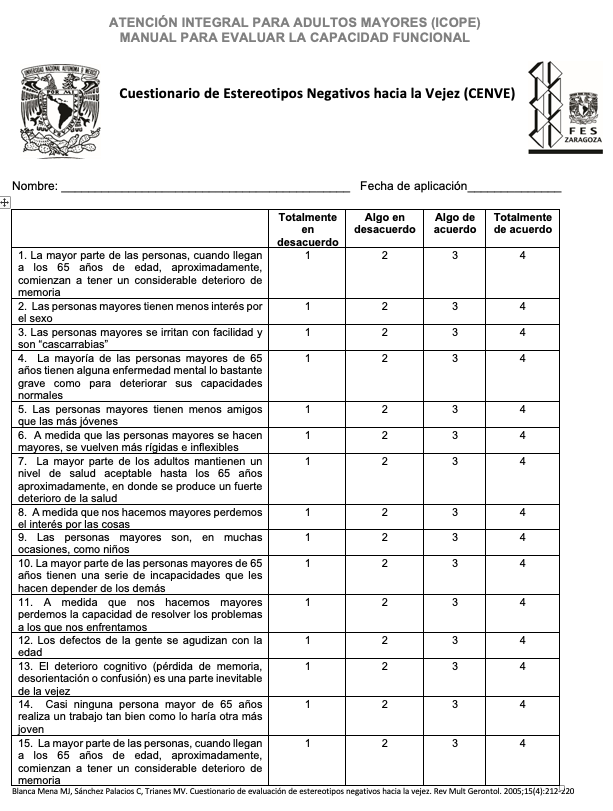 ATENCIÓN INTEGRAL PARA ADULTOS MAYORES (ICOPE)
MANUAL PARA EVALUAR LA CAPACIDAD FUNCIONAL
Cuestionario de Estereotipos Negativos hacia la Vejez (CENVE)
FES
ZARAGOZA
Nombre: ____________________________________________ Fecha de aplicación______________
Totalmente en desacuerdo Algo en desacuerdo Algo de acuerdo Totalmente de acuerdo
1. La mayor parte de las personas, cuando llegan 1 2 3 4
a los 65 años de edad, aproximadamente,
comienzan a tener un considerable deterioro de
memoria
2. Las personas mayores tienen menos interés por 1 2 3 4
el sexo
3. Las personas mayores se irritan con facilidad y 1 2 3 4
son “cascarrabias”
4. La mayoría de las personas mayores de 65 1 2 3 4
años tienen alguna enfermedad mental lo bastante
grave como para deteriorar sus capacidades
normales
5. Las personas mayores tienen menos amigos 1 2 3 4
que las más jóvenes
6. A medida que las personas mayores se hacen 1 2 3 4
mayores, se vuelven más rígidas e inflexibles
7. La mayor parte de los adultos mantienen un 1 2 3 4
nivel de salud aceptable hasta los 65 años
aproximadamente, en donde se produce un fuerte
deterioro de la salud
8. A medida que nos hacemos mayores perdemos 1 2 3 4
el interés por las cosas
9. Las personas mayores son, en muchas 1 2 3 4
ocasiones, como niños
10. La mayor parte de las personas mayores de 65 1 2 3 4
años tienen una serie de incapacidades que les
hacen depender de los demás
11. A medida que nos hacemos mayores 1 2 3 4
perdemos la capacidad de resolver los problemas
a los que nos enfrentamos
12. Los defectos de la gente se agudizan con la 1 2 3 4
edad
13. El deterioro cognitivo (pérdida de memoria, 1 2 3 4
desorientación o confusión) es una parte inevitable
de la vejez
14. Casi ninguna persona mayor de 65 años 1 2 3 4
realiza un trabajo tan bien como lo haría otra más
joven
15. La mayor parte de las personas, cuando llegan 1 2 3 4
a los 65 años de edad, aproximadamente,
comienzan a tener un considerable deterioro de
memoria
Blanca Mena MJ, Sánchez Palacios C, Trianes MV. Cuestionario de evaluación de estereotipos negativos hacia la vejez. Rev Mult Gerontol. 2005;15(4):212-220